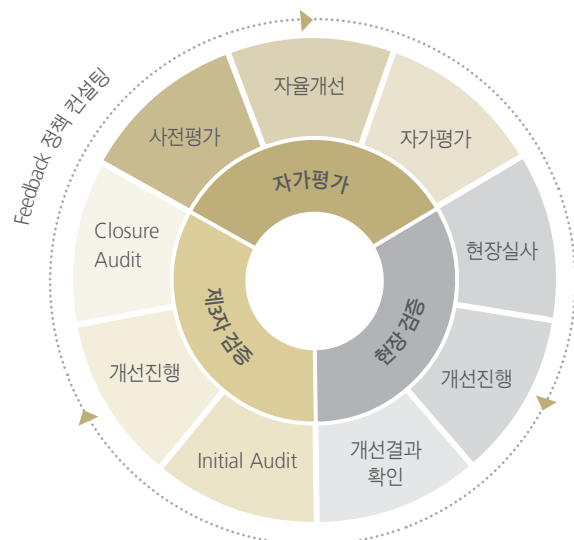 Feedback 정책 컨설팅
사전평가
자율개선
자가평가
자가평가
현장실사
현장 검증
개선진행
개선결과
확인
제3자 검증
Initial Audit
개선진행
Closure
Audit